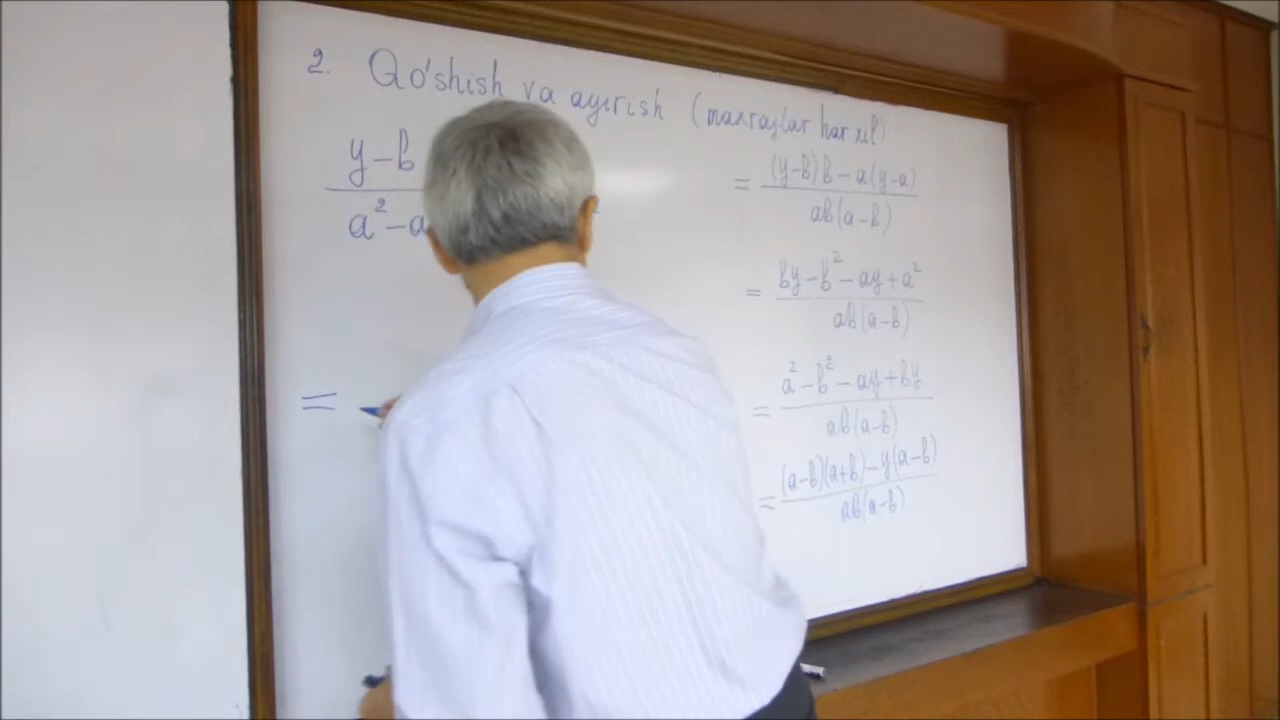 2. Qo'shish va ayirish (maxrajlar har xil)
y-b
a²-a
=
= (y-b)b - a(y-a) / ab(a-b)
= by-b²-ay+a² / ab(a-b)
= a²-b²-ay+by / ab(a-b)
= (a-b)(a+b)-y(a-b) / ab(a-b)